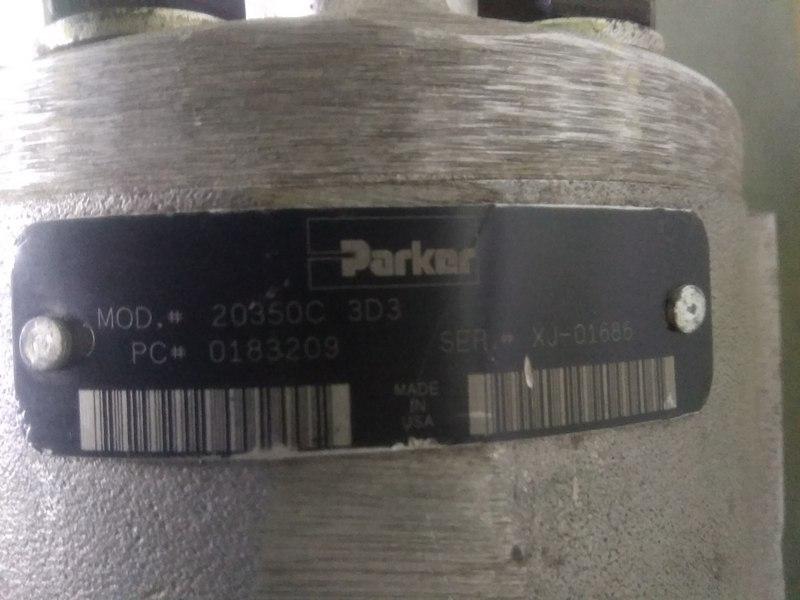 Parker
MOD.# 20350C 3D3
PC# 0183209
SER.# XJ-01686
MADE
IN
USA